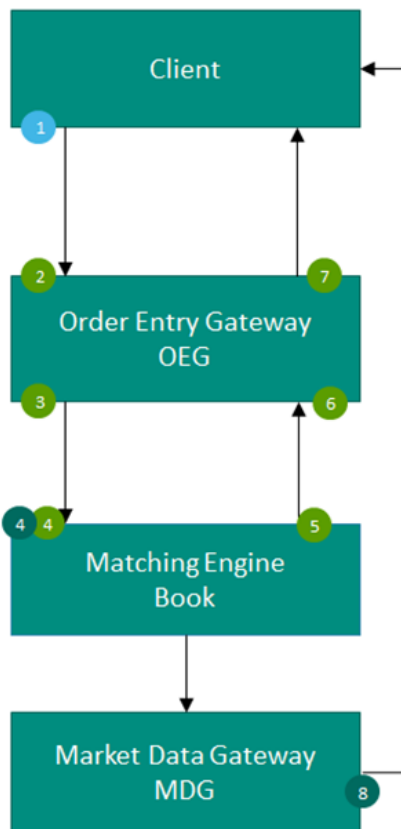 Client
1
2
7
Order Entry Gateway
OEG
3
6
4
4
5
Matching Engine
Book
Market Data Gateway
MDG
8